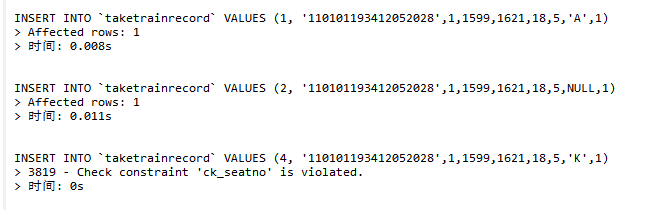 INSERT INTO `taketrainrecord` VALUES (1, '110101193412052028',1,1599,1621,18,5,'A',1)
> Affected rows: 1
> 时间: 0.008s
INSERT INTO `taketrainrecord` VALUES (2, '110101193412052028',1,1599,1621,18,5,NULL,1)
> Affected rows: 1
> 时间: 0.011s
INSERT INTO `taketrainrecord` VALUES (4, '110101193412052028',1,1599,1621,18,5,'K',1)
> 3819 - Check constraint 'ck_seatno' is violated.
> 时间: 0s